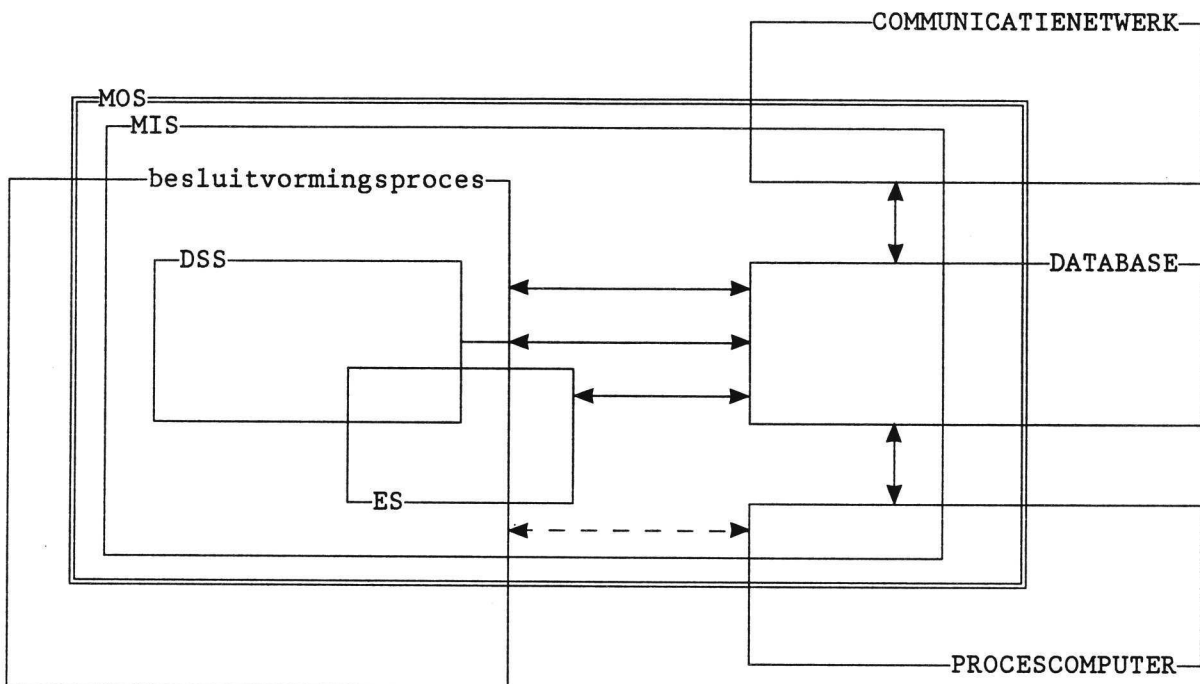 COMMUNICATIENETWERK
MOS
MIS
besluitvormingsproces
DSS
DATABASE
ES
PROCESCOMPUTER